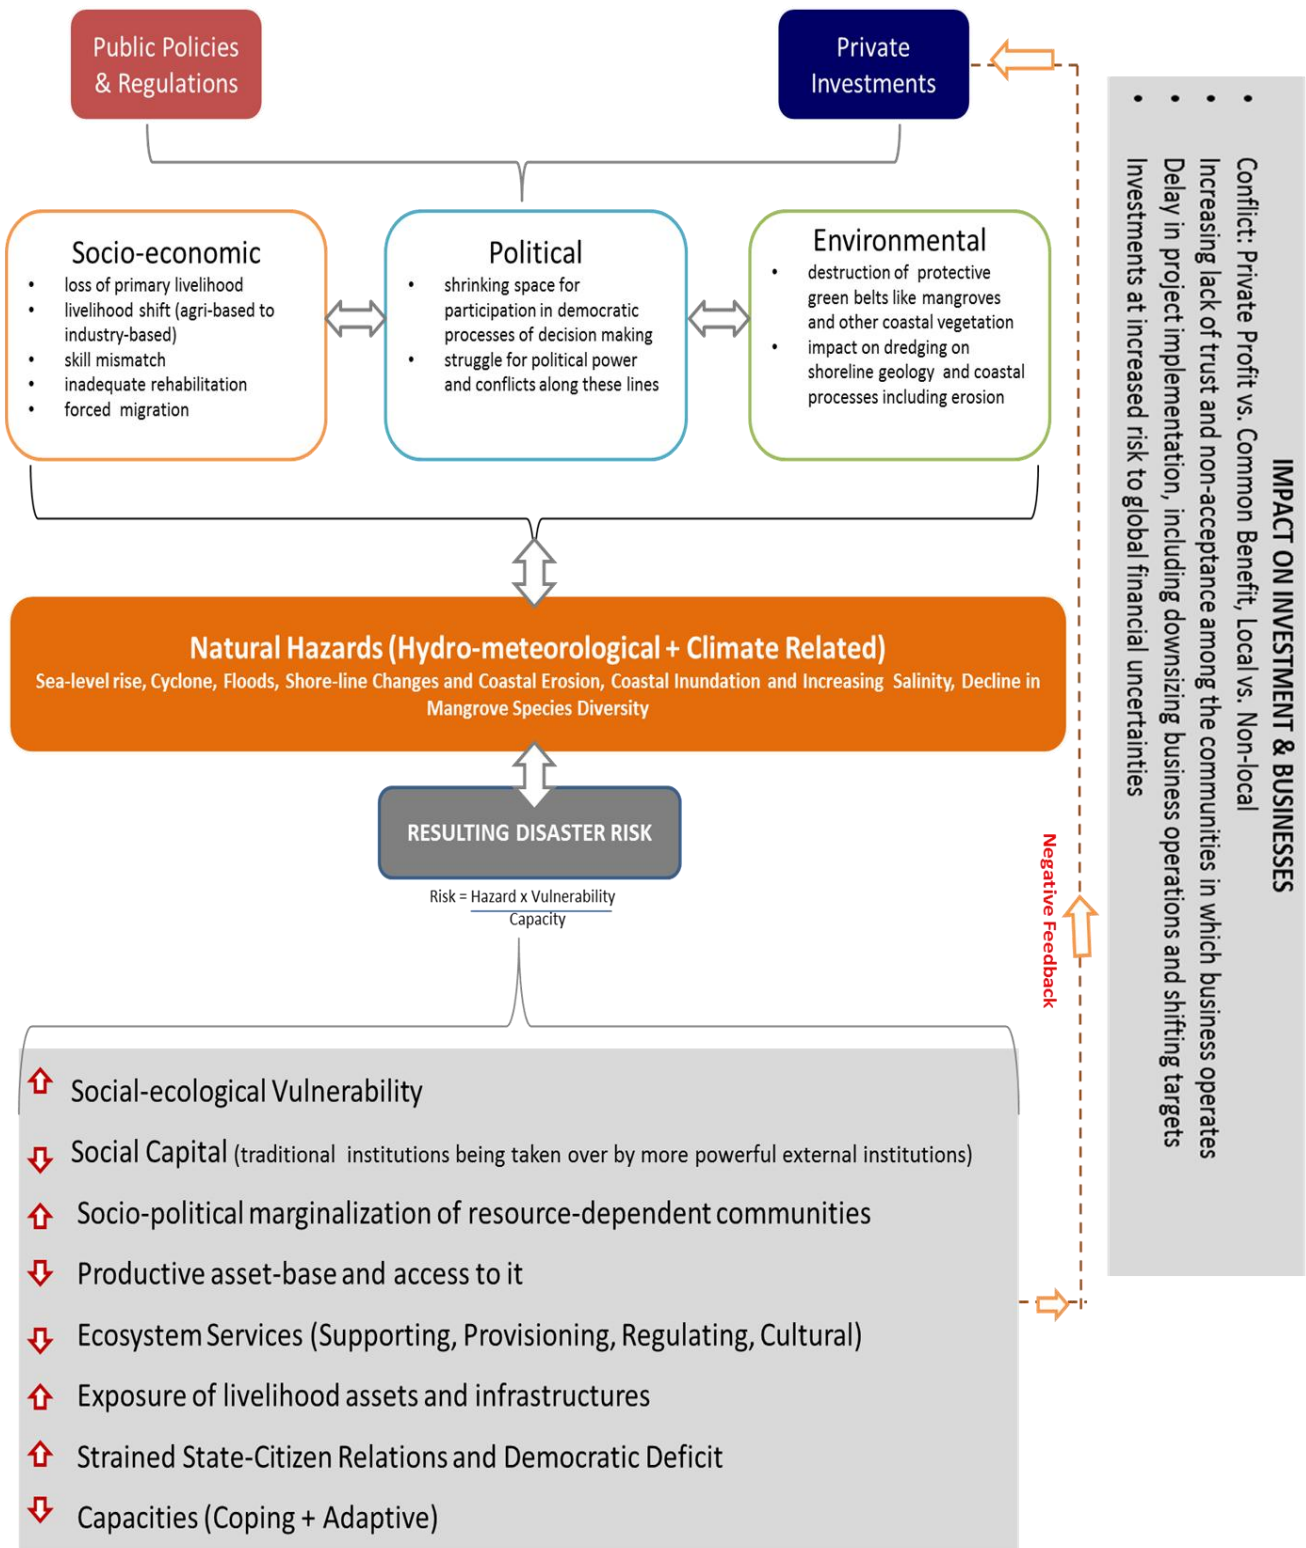 Public Policies
& Regulations
Private
Investments
Socio-economic
• loss of primary livelihood
• livelihood shift (agri-based to
industry-based)
• skill mismatch
• inadequate rehabilitation
• forced migration
Political
• shrinking space for
participation in democratic
processes of decision making
• struggle for political power
and conflicts along these lines
Environmental
• destruction of protective
green belts like mangroves
and other coastal vegetation
• impact on dredging on
shoreline geology and coastal
processes including erosion
Natural Hazards (Hydro-meteorological + Climate Related)
Sea-level rise, Cyclone, Floods, Shore-line Changes and Coastal Erosion, Coastal Inundation and Increasing Salinity, Decline in
Mangrove Species Diversity
RESULTING DISASTER RISK
Risk = Hazard x Vulnerability
Capacity
Social-ecological Vulnerability
Social Capital (traditional institutions being taken over by more powerful external institutions)
Socio-political marginalization of resource-dependent communities
Productive asset-base and access to it
Ecosystem Services (Supporting, Provisioning, Regulating, Cultural)
Exposure of livelihood assets and infrastructures
Strained State-Citizen Relations and Democratic Deficit
Capacities (Coping + Adaptive)
Negative Feedback
IMPACT ON INVESTMENT & BUSINESSES
• Conflict: Private Profit vs. Common Benefit, Local vs. Non-local
• Increasing lack of trust and non-acceptance among the communities in which business operates
• Delay in project implementation, including downsizing business operations and shifting targets
• Investments at increased risk to global financial uncertainties